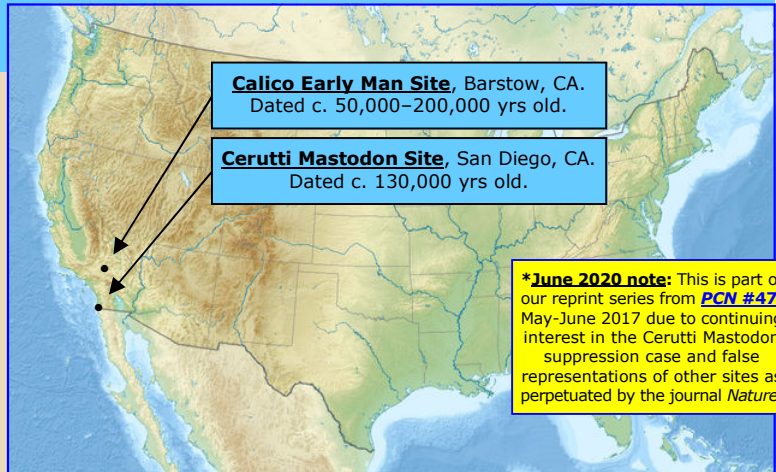 Calico Early Man Site, Barstow, CA.
Dated c. 50,000–200,000 yrs old.
Cerutti Mastodon Site, San Diego, CA.
Dated c. 130,000 yrs old.
*June 2020 note: This is part of
our reprint series from PCN #47,
May-June 2017 due to continuing
interest in the Cerutti Mastodon
suppression case and false
representations of other sites as
perpetuated by the journal Nature